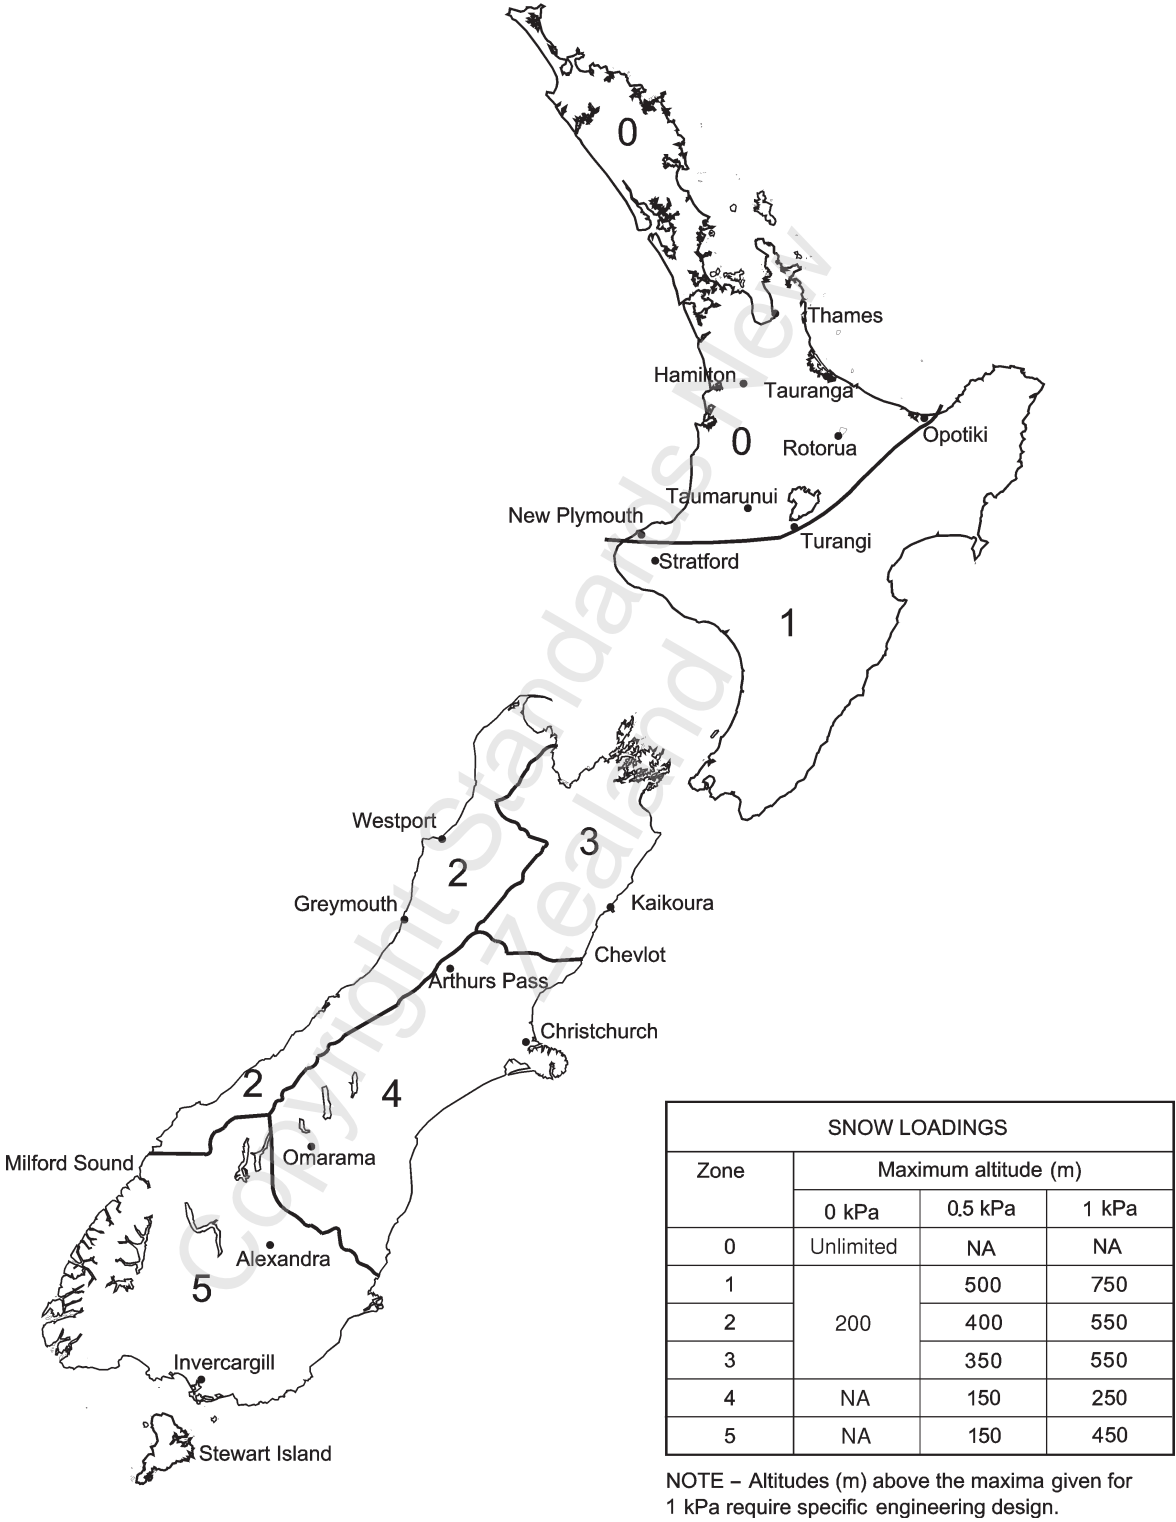 0
Thames
Hamilton
Tauranga
0
Rotorua
Opotiki
Taumarunui
New Plymouth
Turangi
Stratford
1
Westport
3
2
Greymouth
Kaikoura
Chevlot
Arthurs Pass
Christchurch
2
4
Milford Sound
Omarama
Alexandra
5
Invercargill
Stewart Island
Copyright Standards New
Zealand
SNOW LOADINGS
Zone Maximum altitude (m)
0 kPa 0.5 kPa 1 kPa
0 Unlimited NA NA
1 500 750
2 200 400 550
3 350 550
4 NA 150 250
5 NA 150 450
NOTE – Altitudes (m) above the maxima given for
1 kPa require specific engineering design.